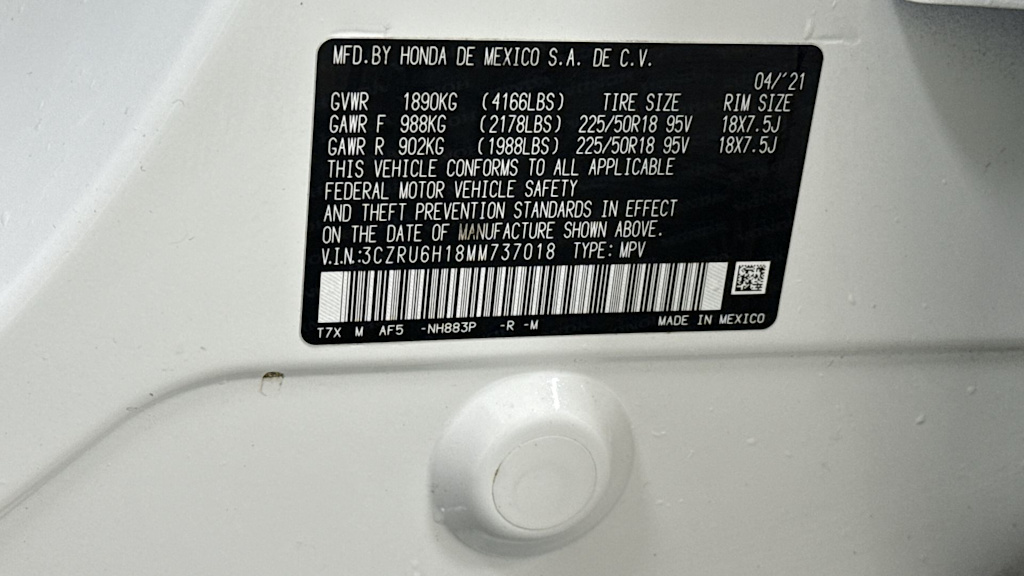 MFD.BY HONDA DE MEXICO S.A. DE C.V.
04/'21
GVWR 1890KG (4166LBS) TIRE SIZE RIM SIZE
GAWR F 988KG (2178LBS) 225/50R18 95V 18X7.5J
GAWR R 902KG (1988LBS) 225/50R18 95V 18X7.5J
THIS VEHICLE CONFORMS TO ALL APPLICABLE
FEDERAL MOTOR VEHICLE SAFETY
AND THEFT PREVENTION STANDARDS IN EFFECT
ON THE DATE OF MANUFACTURE SHOWN ABOVE.
V.I.N.:3CZRU6H18MM737018 TYPE: MPV
T7X M AF5 -NH883P -R -M MADE IN MEXICO